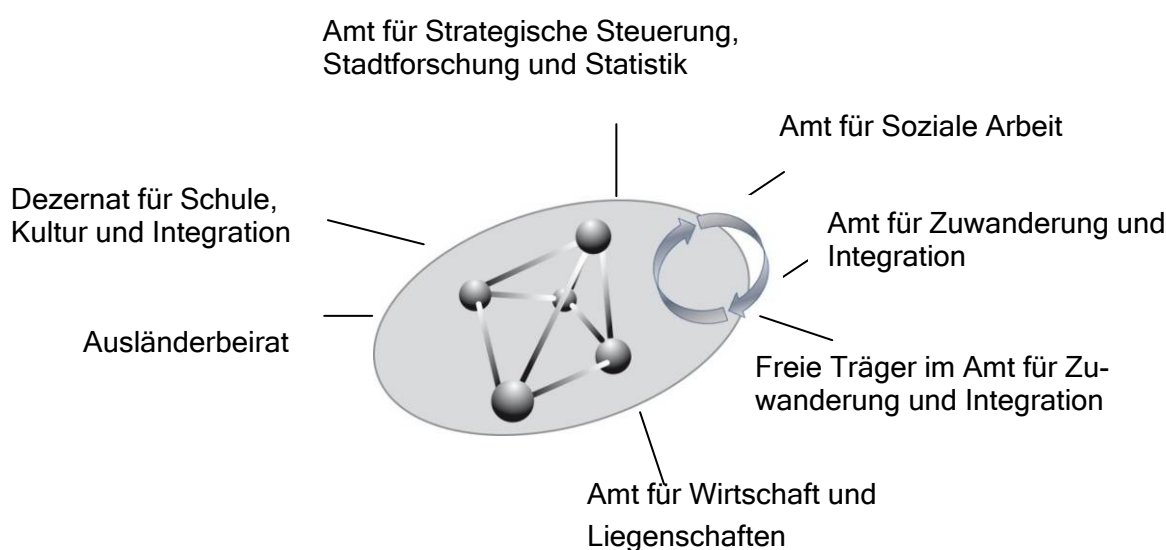 Amt für Strategische Steuerung,
Stadtforschung und Statistik
Amt für Soziale Arbeit
Dezernat für Schule,
Kultur und Integration
Amt für Zuwanderung und
Integration
Ausländerbeirat
Freie Träger im Amt für Zu-
wanderung und Integration
Amt für Wirtschaft und
Liegenschaften